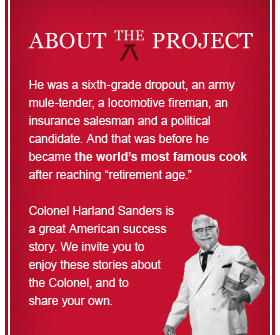 ABOUT THE PROJECT
He was a sixth-grade dropout, an army
mule-tender, a locomotive fireman, an
insurance salesman and a political
candidate. And that was before he
became the world's most famous cook
after reaching “retirement age.”
Colonel Harland Sanders is
a great American success
story. We invite you to
enjoy these stories about
the Colonel, and to
share your own.